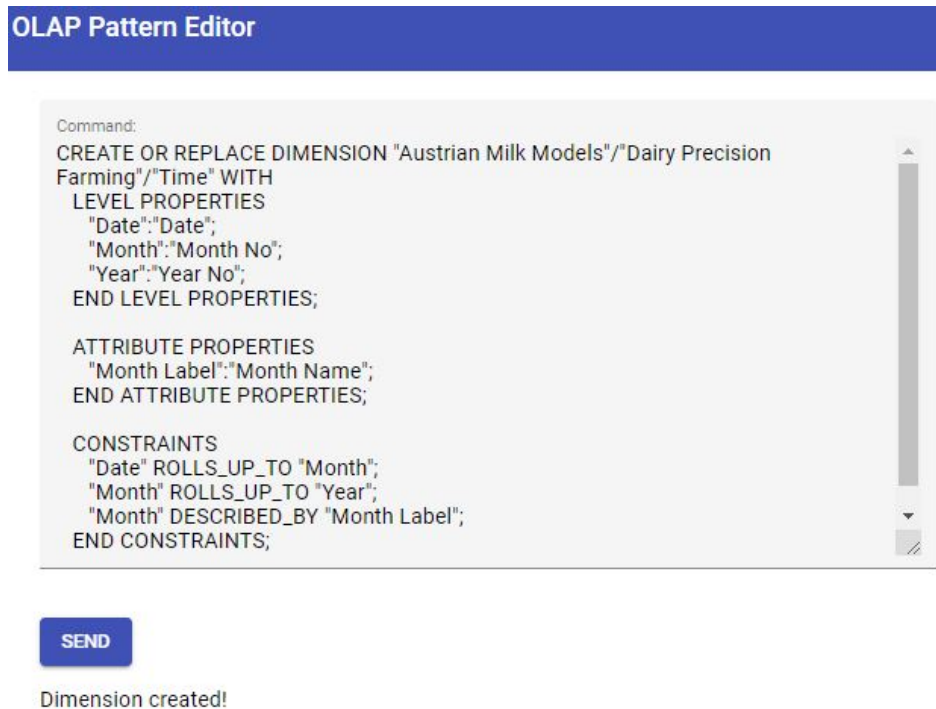 OLAP Pattern Editor
Command:
CREATE OR REPLACE DIMENSION "Austrian Milk Models"/"Dairy Precision
Farming"/"Time" WITH
LEVEL PROPERTIES
"Date":"Date";
"Month":"Month No";
"Year":"Year No";
END LEVEL PROPERTIES;
ATTRIBUTE PROPERTIES
"Month Label":"Month Name";
END ATTRIBUTE PROPERTIES;
CONSTRAINTS
"Date" ROLLS_UP_TO "Month";
"Month" ROLLS_UP_TO "Year";
"Month" DESCRIBED_BY "Month Label";
END CONSTRAINTS;
SEND
Dimension created!